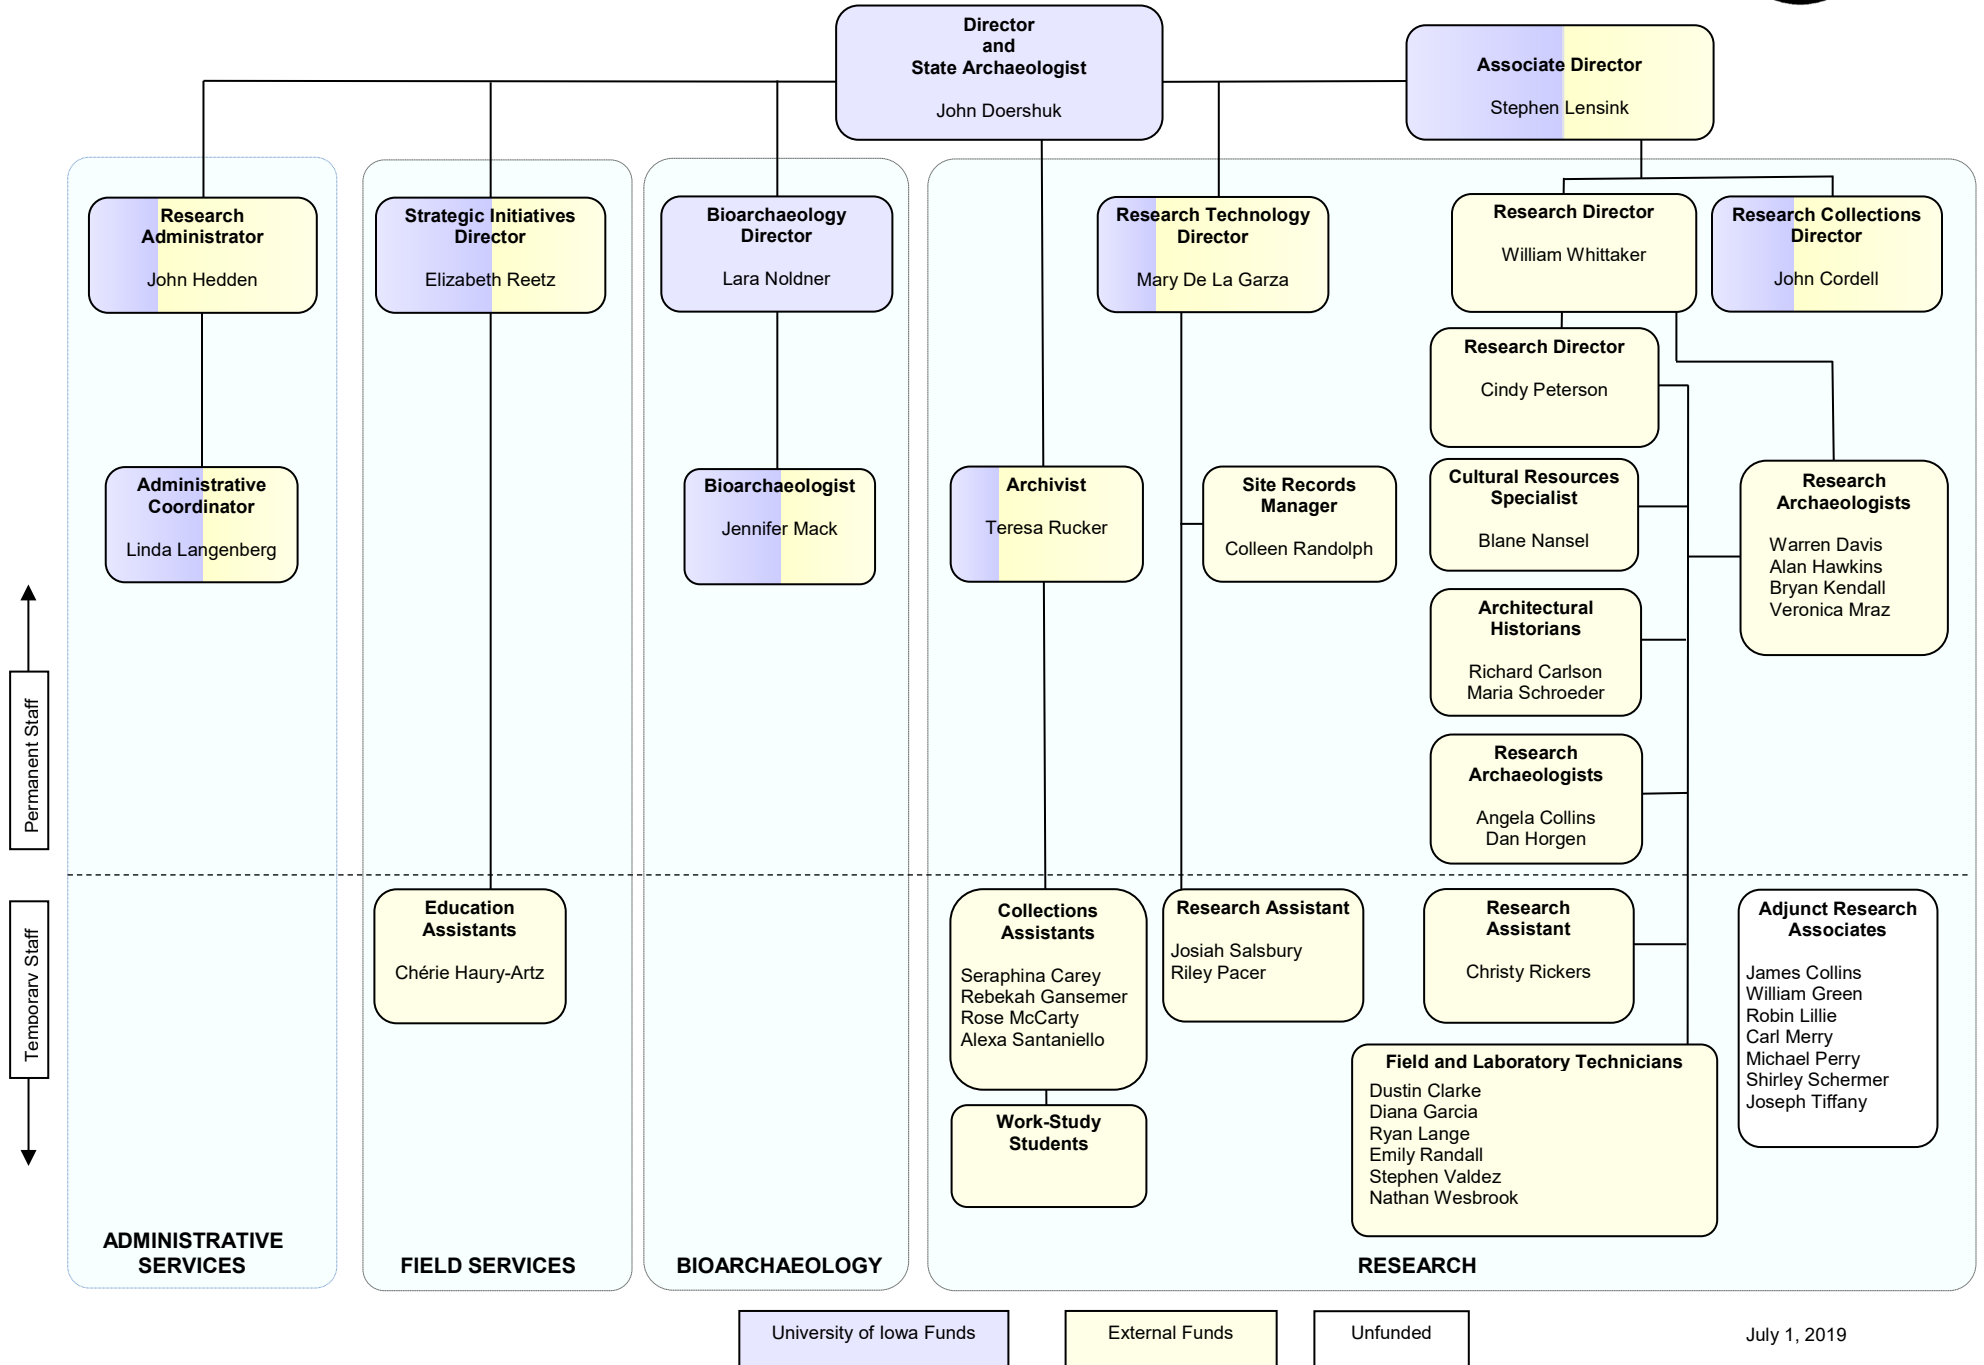 Director
and
State Archaeologist
John Doershuk
Associate Director
Stephen Lensink
Research
Administrator
John Hedden
Strategic Initiatives
Director
Elizabeth Reetz
Bioarchaeology
Director
Lara Noldner
Research Technology
Director
Mary De La Garza
Research Director
William Whittaker
Research Collections
Director
John Cordell
Research Director
Cindy Peterson
Administrative
Coordinator
Linda Langenberg
Bioarchaeologist
Jennifer Mack
Archivist
Teresa Rucker
Site Records
Manager
Colleen Randolph
Cultural Resources
Specialist
Blane Nansel
Research
Archaeologists
Warren Davis
Alan Hawkins
Bryan Kendall
Veronica Mraz
Architectural
Historians
Richard Carlson
Maria Schroeder
Research
Archaeologists
Angela Collins
Dan Horgen
Permanent Staff
Temporary Staff
Education
Assistants
Chérie Haury-Artz
Collections
Assistants
Seraphina Carey
Rebekah Gansemer
Rose McCarty
Alexa Santaniello
Research Assistant
Josiah Salsbury
Riley Pacer
Research
Assistant
Christy Rickers
Adjunct Research
Associates
James Collins
William Green
Robin Lillie
Carl Merry
Michael Perry
Shirley Schermer
Joseph Tiffany
Work-Study
Students
Field and Laboratory Technicians
Dustin Clarke
Diana Garcia
Ryan Lange
Emily Randall
Stephen Valdez
Nathan Wesbrook
ADMINISTRATIVE
SERVICES
FIELD SERVICES
BIOARCHAEOLOGY
RESEARCH
University of Iowa Funds
External Funds
Unfunded
July 1, 2019